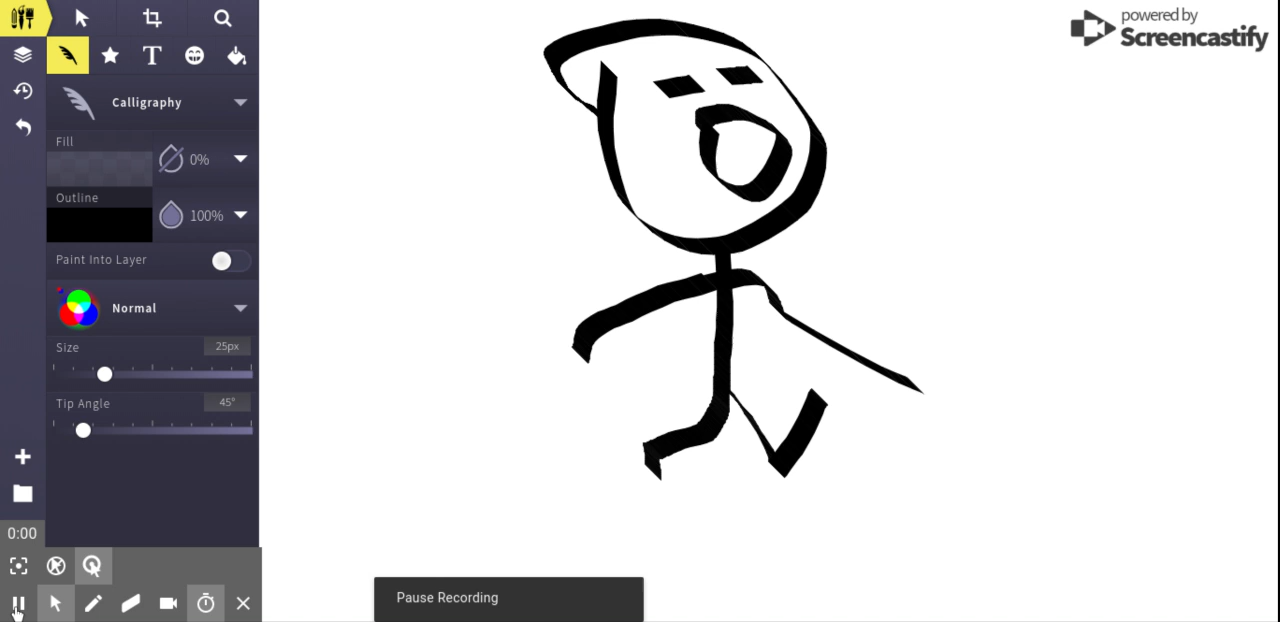 powered by
Screencastify
T
Calligraphy
Fill
0%
Outline
100%
Paint Into Layer
Normal
Size
25px
Tip Angle
45°
0:00
Pause Recording